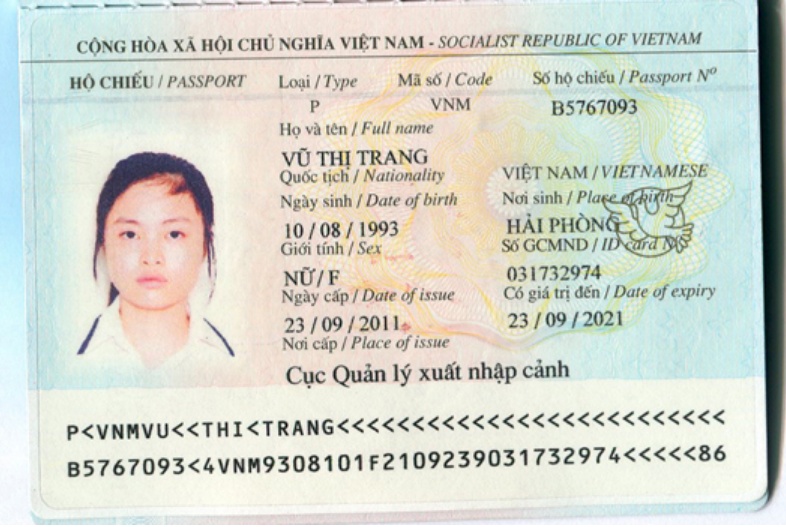 CỘNG HÒA XÃ HỘI CHỦ NGHĨA VIỆT NAM - SOCIALIST REPUBLIC OF VIETNAM
HỘ CHIẾU / PASSPORT Loại / Type Mã số / Code Số hộ chiếu / Passport Nº
P VNM B5767093
Họ và tên / Full name
VŨ THỊ TRANG
Quốc tịch / Nationality VIỆT NAM / VIETNAMESE
Ngày sinh / Date of birth Nơi sinh / Place of birth
10 / 08 / 1993 HẢI PHÒNG
Giới tính / Sex Số GCMND / ID card Nº
NỮ / F 031732974
Ngày cấp / Date of issue Có giá trị đến / Date of expiry
23 / 09 / 2011 23 / 09 / 2021
Nơi cấp / Place of issue
Cục Quản lý xuất nhập cảnh
P<VNMVU<<THI<TRANG<<<<<<<<<<<<<<<<<<<<<<<<<<
B5767093<4VNM9308101F2109239031732974<<<<<86